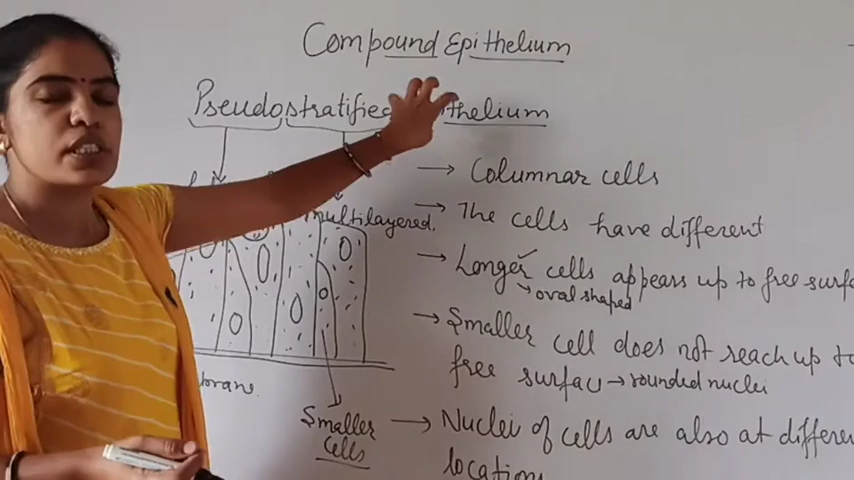 Compound Epithelium
Pseudostratified Epithelium
→ Columnar cells
multilayered.
→ The cells have different
→ Longer cells appears up to free
oval shaped
→ Smaller cell does not reach up to
free surface → rounded nuclei
Smaller cells
→ Nuclei of cells are also at
location